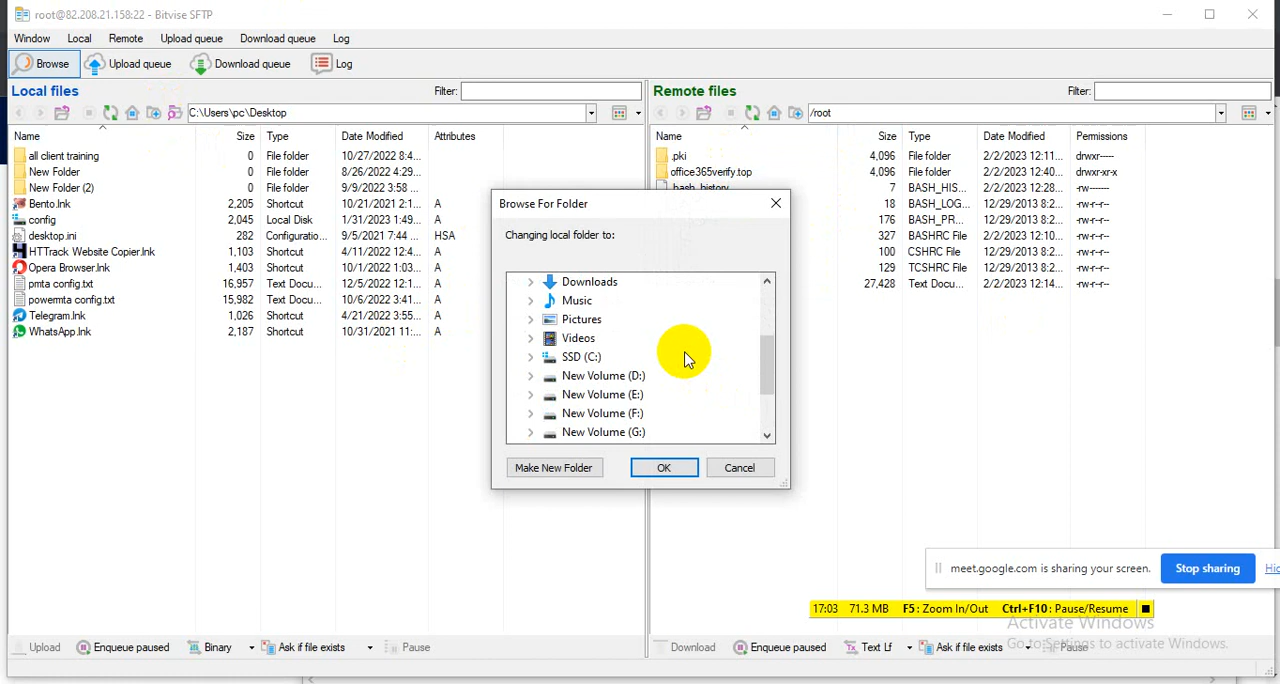 root@82.208.21.158:22 - Bitvise SFTP
Window Local Remote Upload queue Download queue Log
Browse Upload queue Download queue Log
Local files Filter: Remote files Filter:
C:\Users\pc\Desktop /root
Name Size Type Date Modified Attributes Name Size Type Date Modified Permissions
all client training 0 File folder 10/27/2022 8:4... .pki 4,096 File folder 2/2/2023 12:11... drwxr-----
New Folder 0 File folder 8/26/2022 4:29... office365verify.top 4,096 File folder 2/2/2023 12:40... drwxr-xr-x
New Folder (2) 0 File folder 9/9/2022 3:58 ... .bash_history 7 BASH_HIS... 2/2/2023 12:28... -rw-------
Bento.lnk 2,205 Shortcut 10/21/2021 2:1... A 18 BASH_LOG... 12/29/2013 8:2... -rw-r--r--
config 2,045 Local Disk 1/31/2023 1:49... A 176 BASH_PR... 12/29/2013 8:2... -rw-r--r--
desktop.ini 282 Configuratio... 9/5/2021 7:44 ... HSA 327 BASHRC File 2/2/2023 12:10... -rw-r--r--
HTTrack Website Copier.lnk 1,103 Shortcut 4/11/2022 12:4... A 100 CSHRC File 12/29/2013 8:2... -rw-r--r--
Opera Browser.lnk 1,403 Shortcut 10/1/2022 1:03... A 129 TCSHRC File 12/29/2013 8:2... -rw-r--r--
pmta config.txt 16,957 Text Docu... 12/5/2022 12:1... A 27,428 Text Docu... 2/2/2023 12:14... -rw-r--r--
powemta config.txt 15,982 Text Docu... 10/6/2022 3:41... A
Telegram.lnk 1,026 Shortcut 4/21/2022 3:55... A
WhatsApp.lnk 2,187 Shortcut 10/31/2021 11:... A
Browse For Folder
Changing local folder to:
Downloads
Music
Pictures
Videos
SSD (C:)
New Volume (D:)
New Volume (E:)
New Volume (F:)
New Volume (G:)
Make New Folder OK Cancel
meet.google.com is sharing your screen. Stop sharing Hid
17:03 71.3 MB F5: Zoom In/Out Ctrl+F10: Pause/Resume
Activate Windows
Go to Settings to activate Windows.
Upload Enqueue paused Binary Ask if file exists Pause Download Enqueue paused Text Lf Ask if file exists Pause